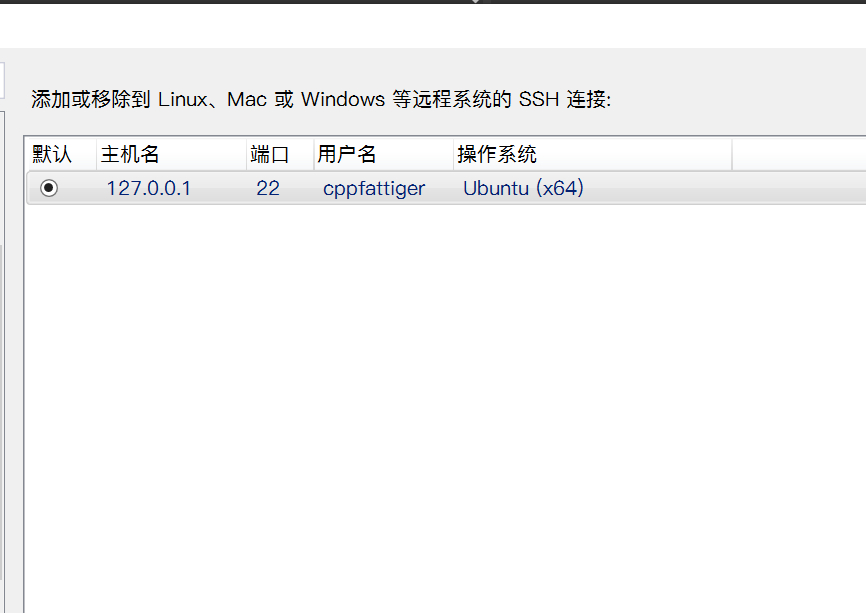 添加或移除到 Linux、Mac 或 Windows 等远程系统的 SSH 连接:
默认 主机名 端口 用户名 操作系统
127.0.0.1 22 cppfattiger Ubuntu (x64)